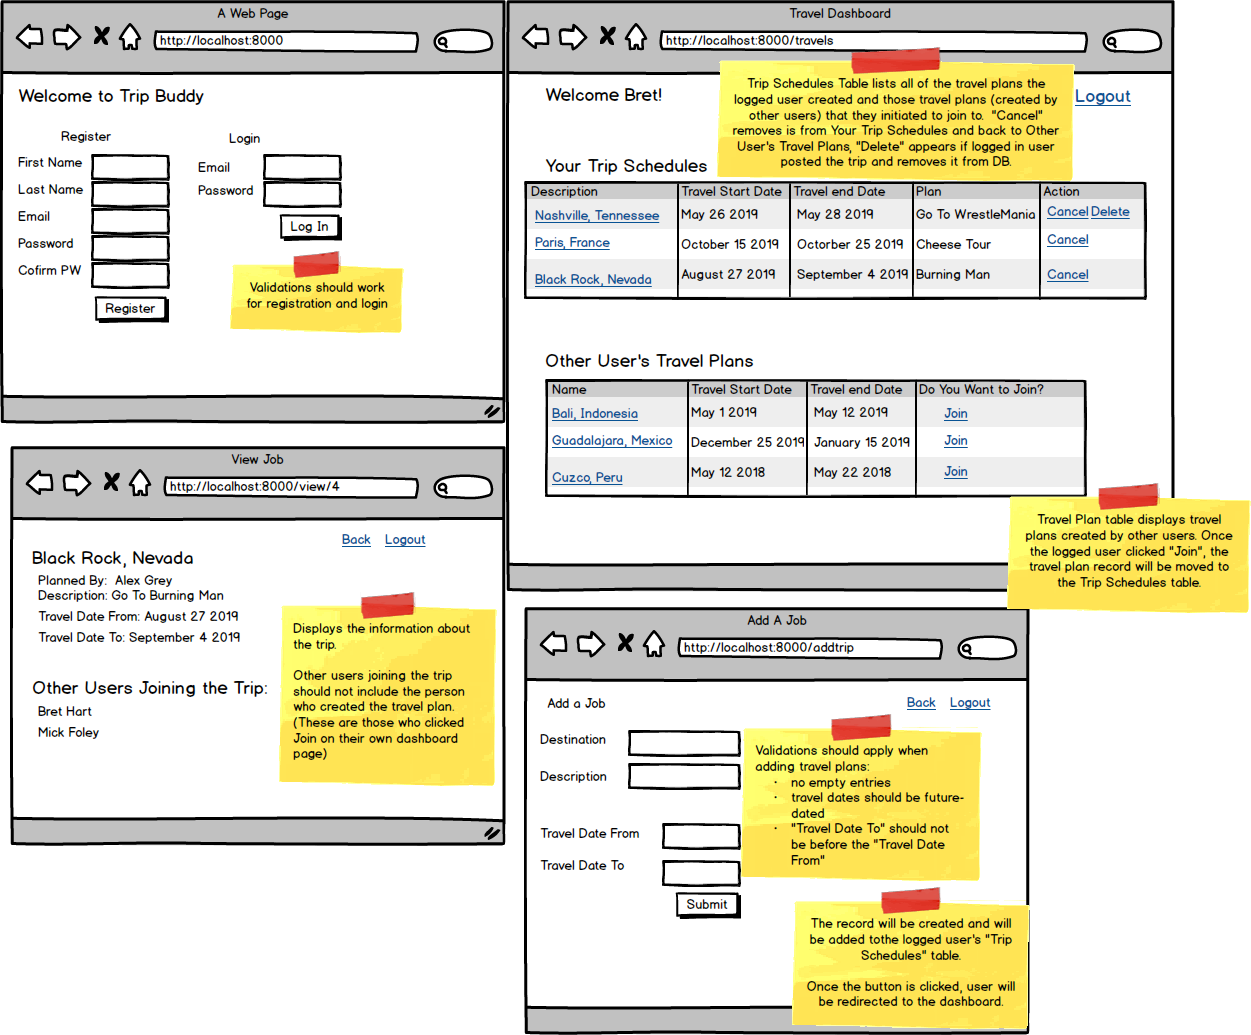 A Web Page
http://localhost:8000
Welcome to Trip Buddy
Register
Login
First Name
Last Name
Email
Password
Cofirm PW
Register
Email
Password
Log In
Validations should work
for registration and login
Travel Dashboard
http://localhost:8000/travels
Welcome Bret!
Logout
Trip Schedules Table lists all of the travel plans the
logged user created and those travel plans (created by
other users) that they initiated to join to. "Cancel"
removes is from Your Trip Schedules and back to Other
User's Travel Plans, "Delete" appears if logged in user
posted the trip and removes it from DB.
Your Trip Schedules
Description Travel Start Date Travel end Date Plan Action
Nashville, Tennessee May 26 2019 May 28 2019 Go To WrestleMania Cancel Delete
Paris, France October 15 2019 Octorber 25 2019 Cheese Tour Cancel
Black Rock, Nevada August 27 2019 September 4 2019 Burning Man Cancel
Other User's Travel Plans
Name Travel Start Date Travel end Date Do You Want to Join?
Bali, Indonesia May 1 2019 May 12 2019 Join
Guadalajara, Mexico December 25 2019 January 15 2019 Join
Cuzco, Peru May 12 2018 May 22 2018 Join
Travel Plan table displays travel
plans created by other users. Once
the logged user clicked "Join", the
travel plan record will be moved to
the Trip Schedules table.
View Job
http://localhost:8000/view/4
Back Logout
Black Rock, Nevada
Planned By: Alex Grey
Description: Go To Burning Man
Travel Date From: August 27 2019
Travel Date To: September 4 2019
Other Users Joining the Trip:
Bret Hart
Mick Foley
Displays the information about
the trip.
Other users joining the trip
should not include the person
who created the travel plan.
(These are those who clicked
Join on their own dashboard
page)
Add A Job
http://localhost:8000/addtrip
Add a Job
Back Logout
Destination
Description
Travel Date From
Travel Date To
Submit
Validations should apply when
adding travel plans:
· no empty entries
· travel dates should be future-
dated
· "Travel Date To" should not
be before the "Travel Date
From"
The record will be created and will
be added tothe logged user's "Trip
Schedules" table.
Once the button is clicked, user will
be redirected to the dashboard.